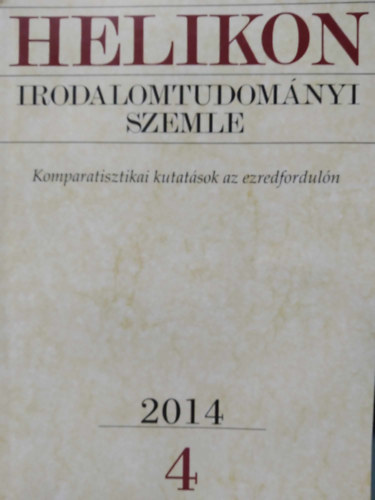 HELIKON
IRODALOMTUDOMÁNYI
SZEMLE
Komparatisztikai kutatások az ezredfordulón
2014
4